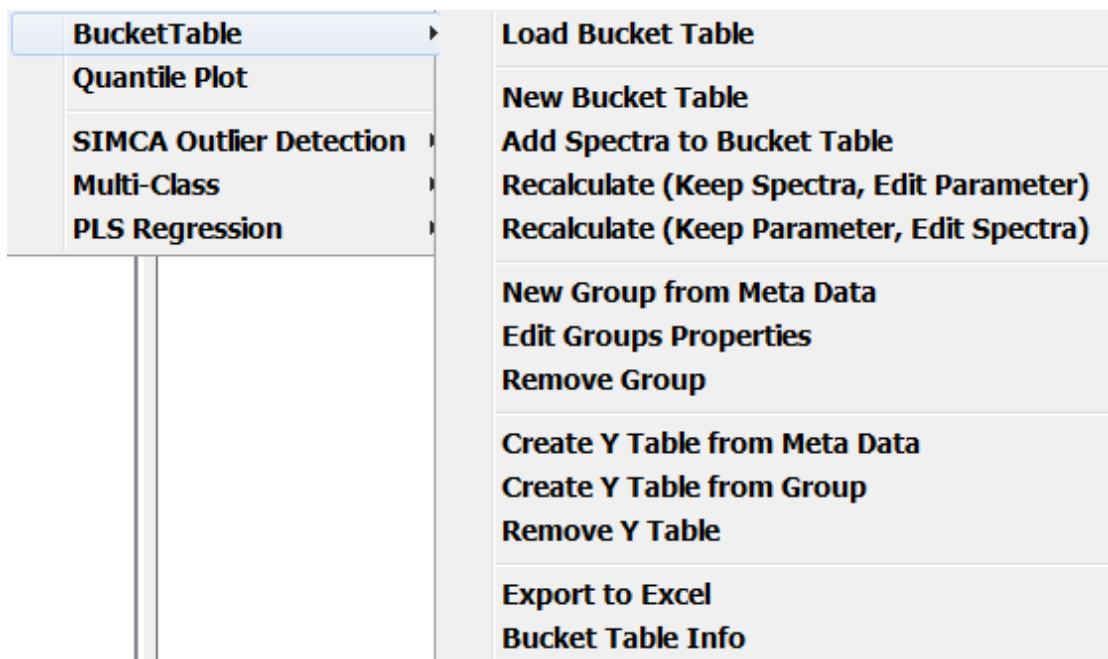 BucketTable
Quantile Plot
SIMCA Outlier Detection
Multi-Class
PLS Regression
Load Bucket Table
New Bucket Table
Add Spectra to Bucket Table
Recalculate (Keep Spectra, Edit Parameter)
Recalculate (Keep Parameter, Edit Spectra)
New Group from Meta Data
Edit Groups Properties
Remove Group
Create Y Table from Meta Data
Create Y Table from Group
Remove Y Table
Export to Excel
Bucket Table Info